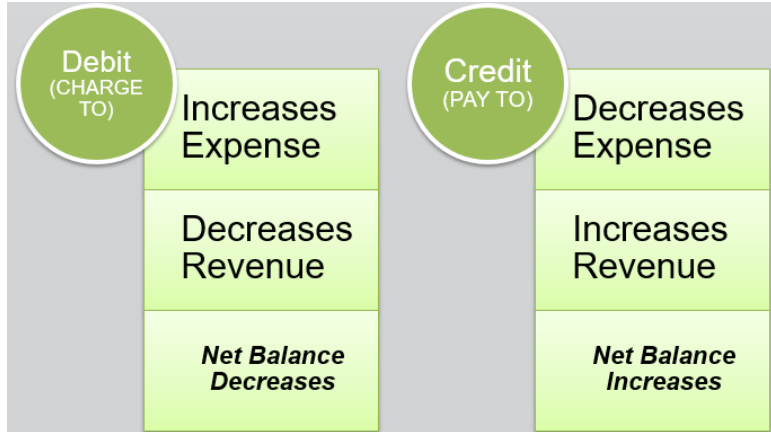 Debit
(CHARGE
TO)
Increases
Expense
Decreases
Revenue
Net Balance
Decreases
Credit
(PAY TO)
Decreases
Expense
Increases
Revenue
Net Balance
Increases